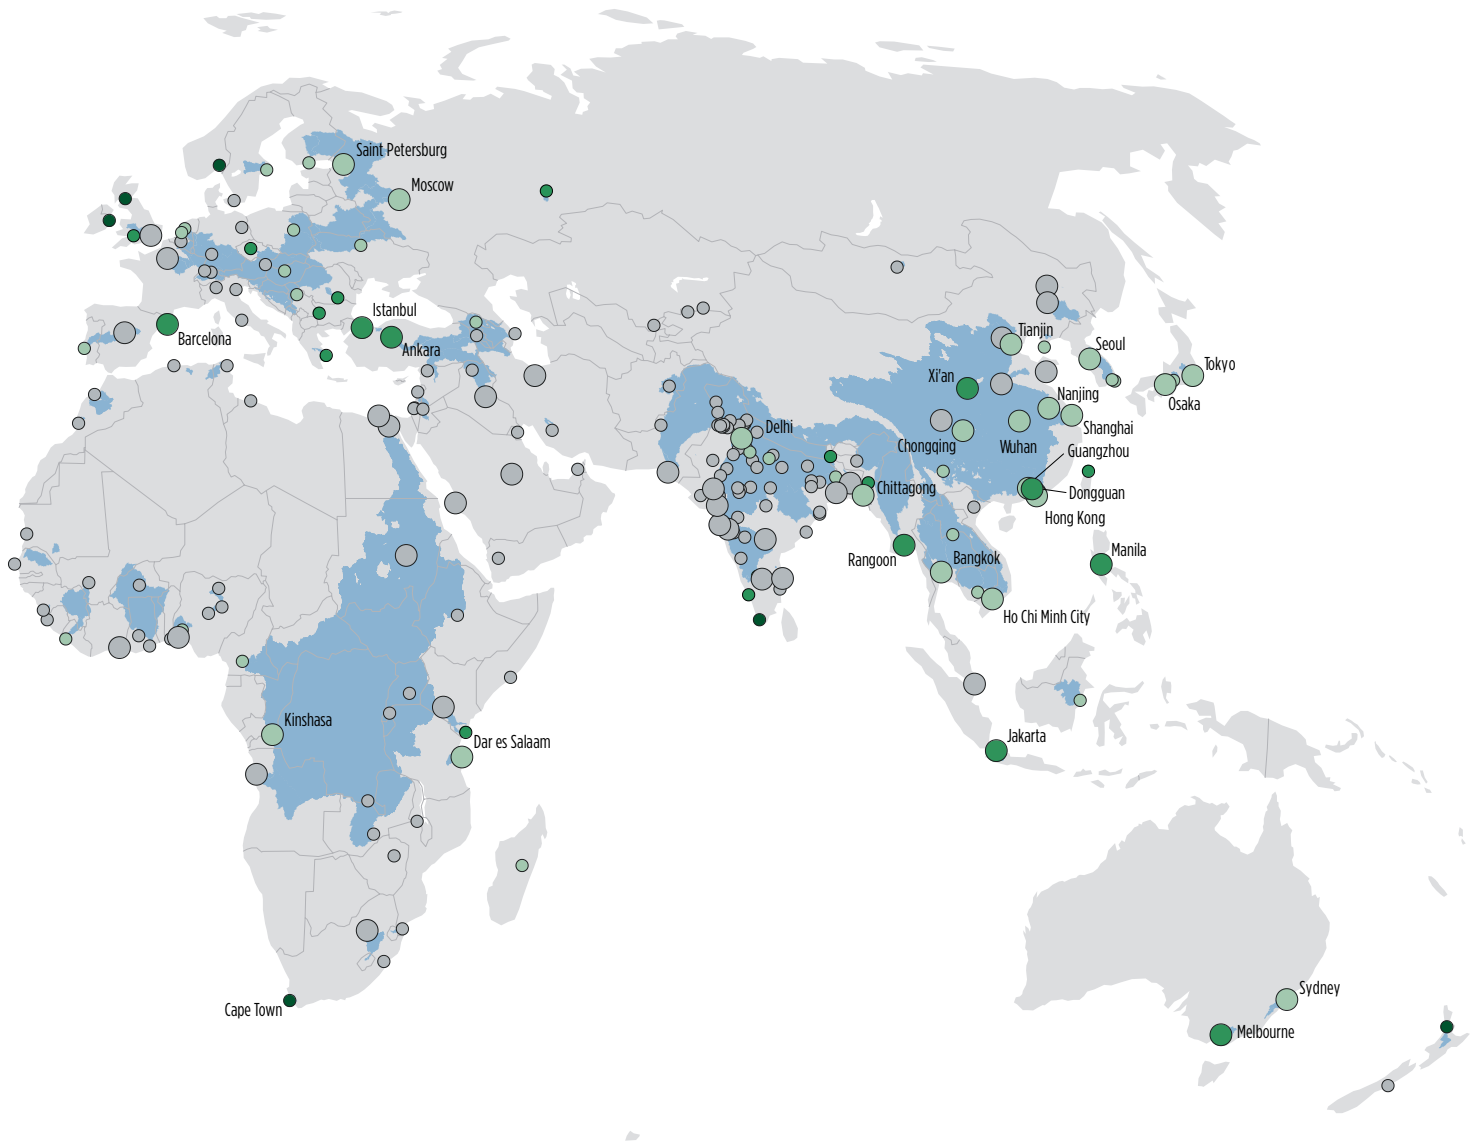 Saint Petersburg
Moscow
Istanbul
Barcelona
Ankara
Tianjin
Seoul
Tokyo
Xi'an
Nanjing
Osaka
Delhi
Shanghai
Chongqing
Wuhan
Guangzhou
Chittagong
Dongguan
Hong Kong
Rangoon
Bangkok
Manila
Ho Chi Minh City
Kinshasa
Dar es Salaam
Jakarta
Cape Town
Sydney
Melbourne